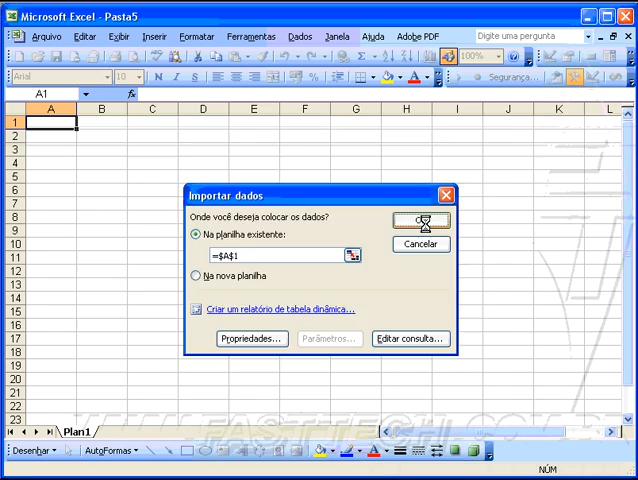 Microsoft Excel - Pasta5
Arquivo Editar Exibir Inserir Formatar Ferramentas Dados Janela Ajuda Adobe PDF Digite uma pergunta
100%
Arial 10 N I S Segurança...
A1 fx
A B C D E F G H I J K L
1
2
3
4
5
6
7
8
9
10
11
12
13
14
15
16
17
18
19
20
21
22
23
Importar dados
Onde você deseja colocar os dados?
Na planilha existente:
=$A$1
Na nova planilha
Cancelar
Criar um relatório de tabela dinâmica...
Propriedades... Parâmetros... Editar consulta...
Plan1
Desenhar AutoFormas
NÚM